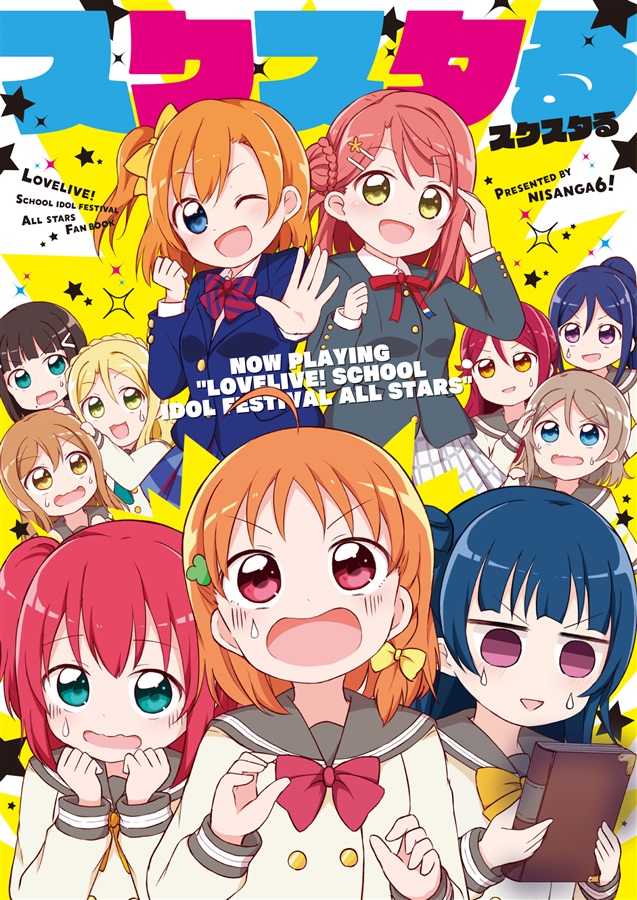 スクスタる
スクスタる
LOVELIVE!
SCHOOL IDOL FESTIVAL
ALL STARS
FAN BOOK
PRESENTED BY
NISANGA6!
NOW PLAYING
"LOVELIVE! SCHOOL
IDOL FESTIVAL ALL STARS"